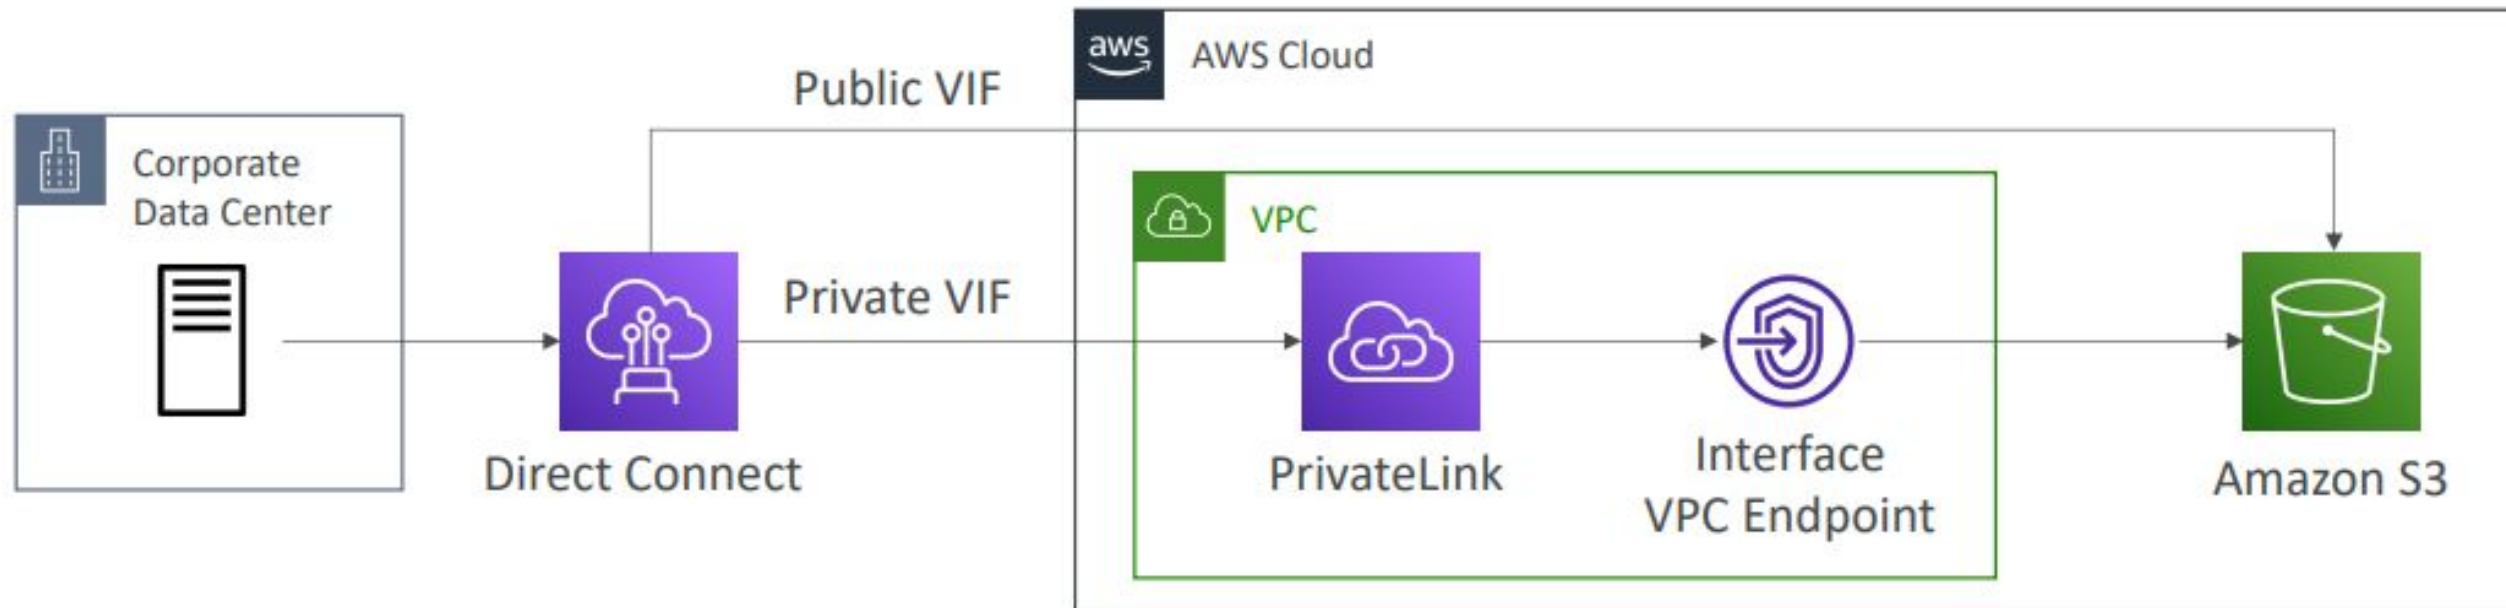 aws
AWS Cloud
Public VIF
Corporate
Data Center
VPC
Private VIF
Direct Connect
PrivateLink
Interface
VPC Endpoint
Amazon S3